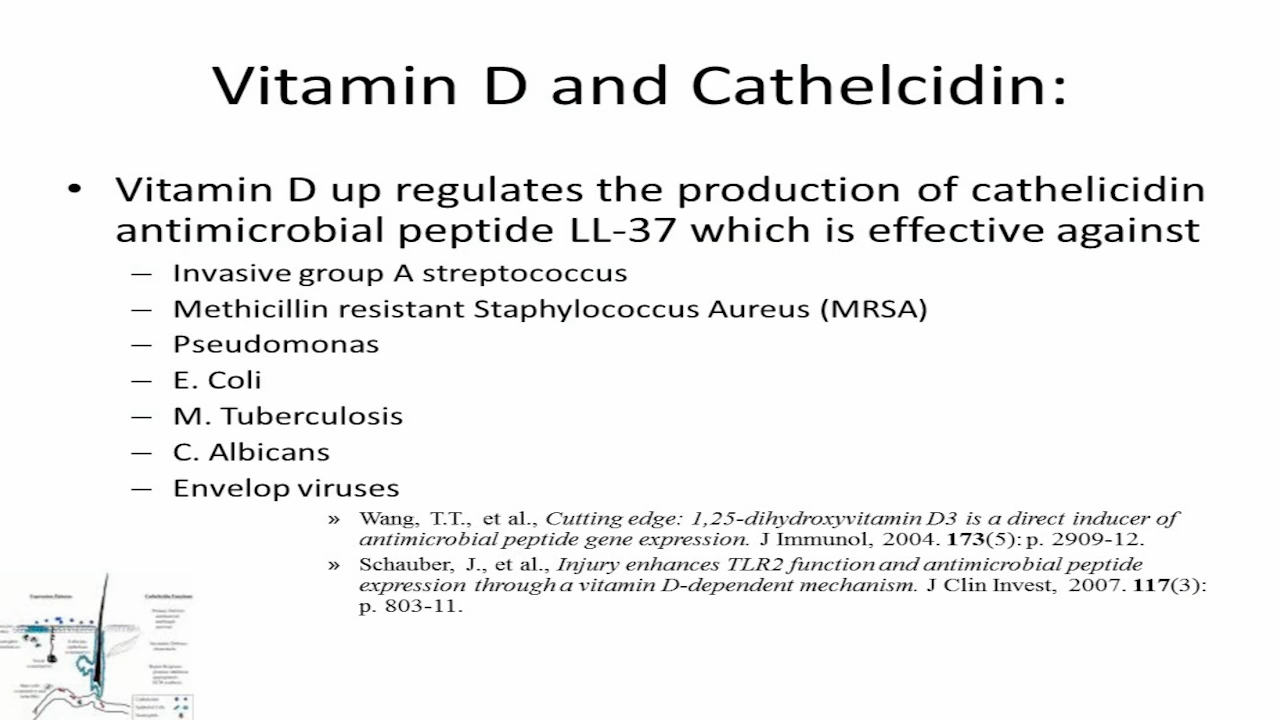 Vitamin D and Cathelcidin:
• Vitamin D up regulates the production of cathelicidin
antimicrobial peptide LL-37 which is effective against
– Invasive group A streptococcus
– Methicillin resistant Staphylococcus Aureus (MRSA)
– Pseudomonas
– E. Coli
– M. Tuberculosis
– C. Albicans
– Envelop viruses
» Wang, T.T., et al., Cutting edge: 1,25-dihydroxyvitamin D3 is a direct inducer of
antimicrobial peptide gene expression. J Immunol, 2004. 173(5): p. 2909-12.
» Schauber, J., et al., Injury enhances TLR2 function and antimicrobial peptide
expression through a vitamin D-dependent mechanism. J Clin Invest, 2007. 117(3):
p. 803-11.